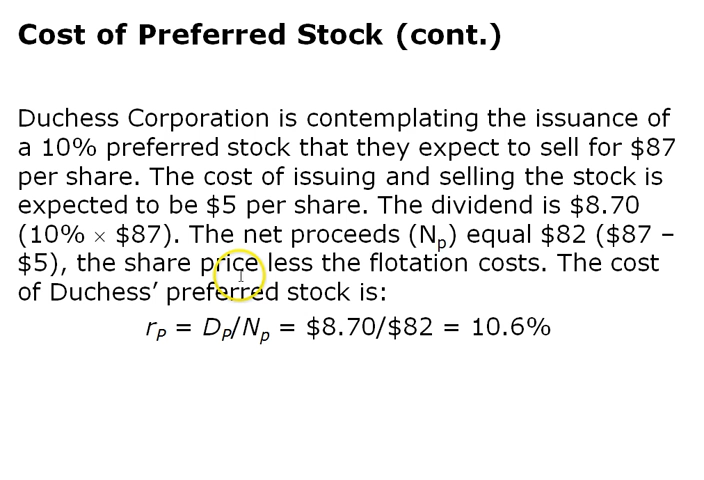 Cost of Preferred Stock (cont.)
Duchess Corporation is contemplating the issuance of
a 10% preferred stock that they expect to sell for $87
per share. The cost of issuing and selling the stock is
expected to be $5 per share. The dividend is $8.70
(10% × $87). The net proceeds (Np) equal $82 ($87 –
$5), the share price less the flotation costs. The cost
of Duchess’ preferred stock is:
rP = DP/Np = $8.70/$82 = 10.6%